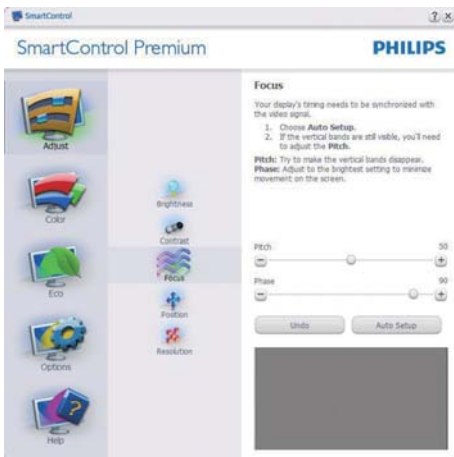 SmartControl
SmartControl Premium
PHILIPS
Adjust
Color
Eco
Options
Help
Brightness
Contrast
Focus
Position
Resolution
Focus
Your display's timing needs to be synchronized with
the video signal.
1. Choose Auto Setup.
2. If the vertical bands are still visible, you'll need
to adjust the Pitch.
Pitch: Try to make the vertical bands disappear.
Phase: Adjust to the brightest setting to minimize
movement on the screen.
Pitch 50
Phase 90
Undo Auto Setup